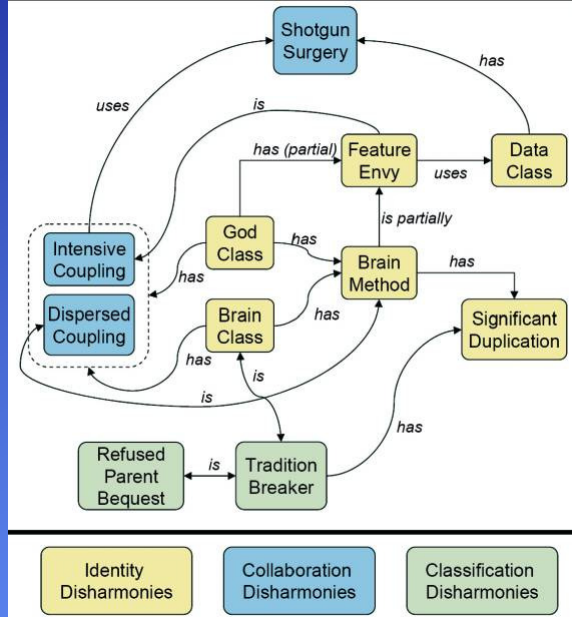 Shotgun
Surgery
has
uses
is
has (partial)
Feature
Envy
uses
Data
Class
is partially
God
Class
has
Intensive
Coupling
has
Brain
Method
has
Dispersed
Coupling
Brain
Class
has
Significant
Duplication
has
is
is
has
Refused
Parent
Bequest
is
Tradition
Breaker
Identity
Disharmonies
Collaboration
Disharmonies
Classification
Disharmonies